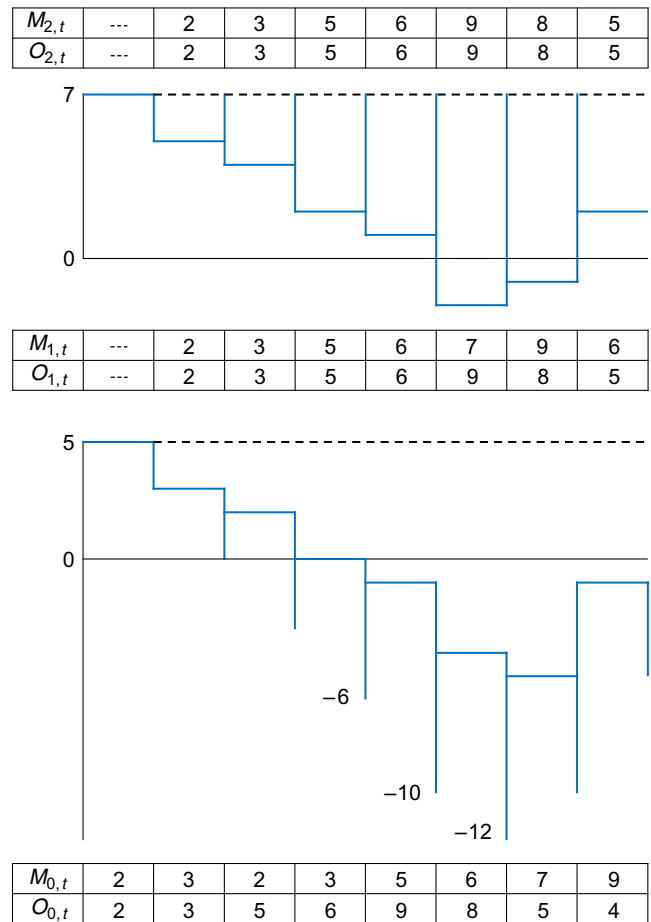 M2,t --- 2 3 5 6 9 8 5
O2,t --- 2 3 5 6 9 8 5
7
0
M1,t --- 2 3 5 6 7 9 6
O1,t --- 2 3 5 6 9 8 5
5
0
–6
–10
–12
M0,t 2 3 2 3 5 6 7 9
O0,t 2 3 5 6 9 8 5 4